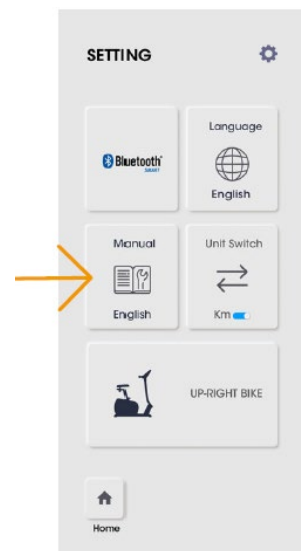 SETTING
Bluetooth
SMART
Language
English
Manual
English
Unit Switch
Km
UP-RIGHT BIKE
Home